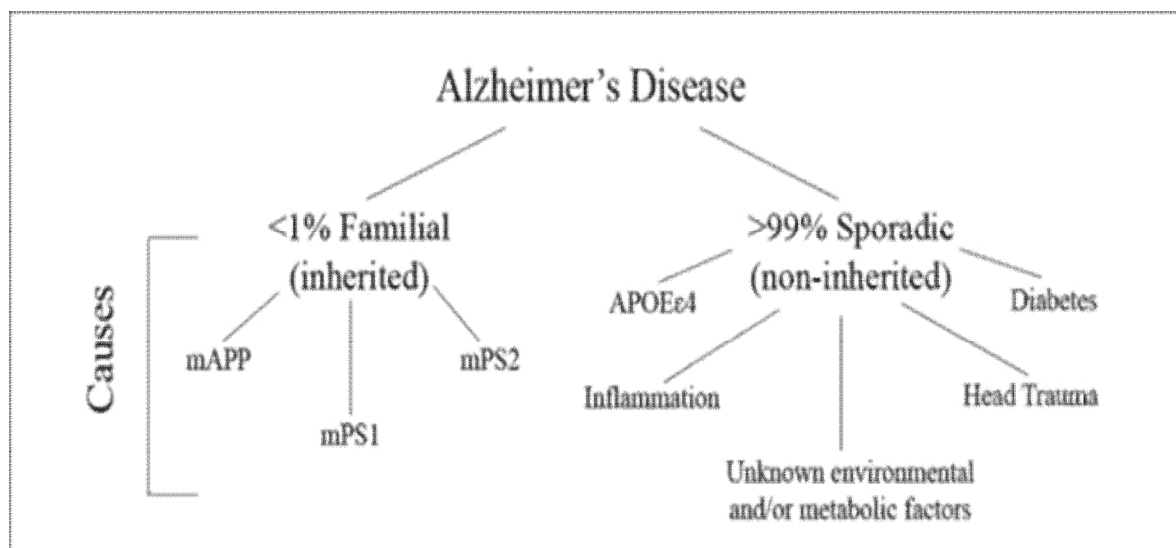 Alzheimer’s Disease
<1% Familial
(inherited)
>99% Sporadic
(non-inherited)
Causes
mAPP
mPS1
mPS2
APOEε4
Diabetes
Inflammation
Head Trauma
Unknown environmental
and/or metabolic factors